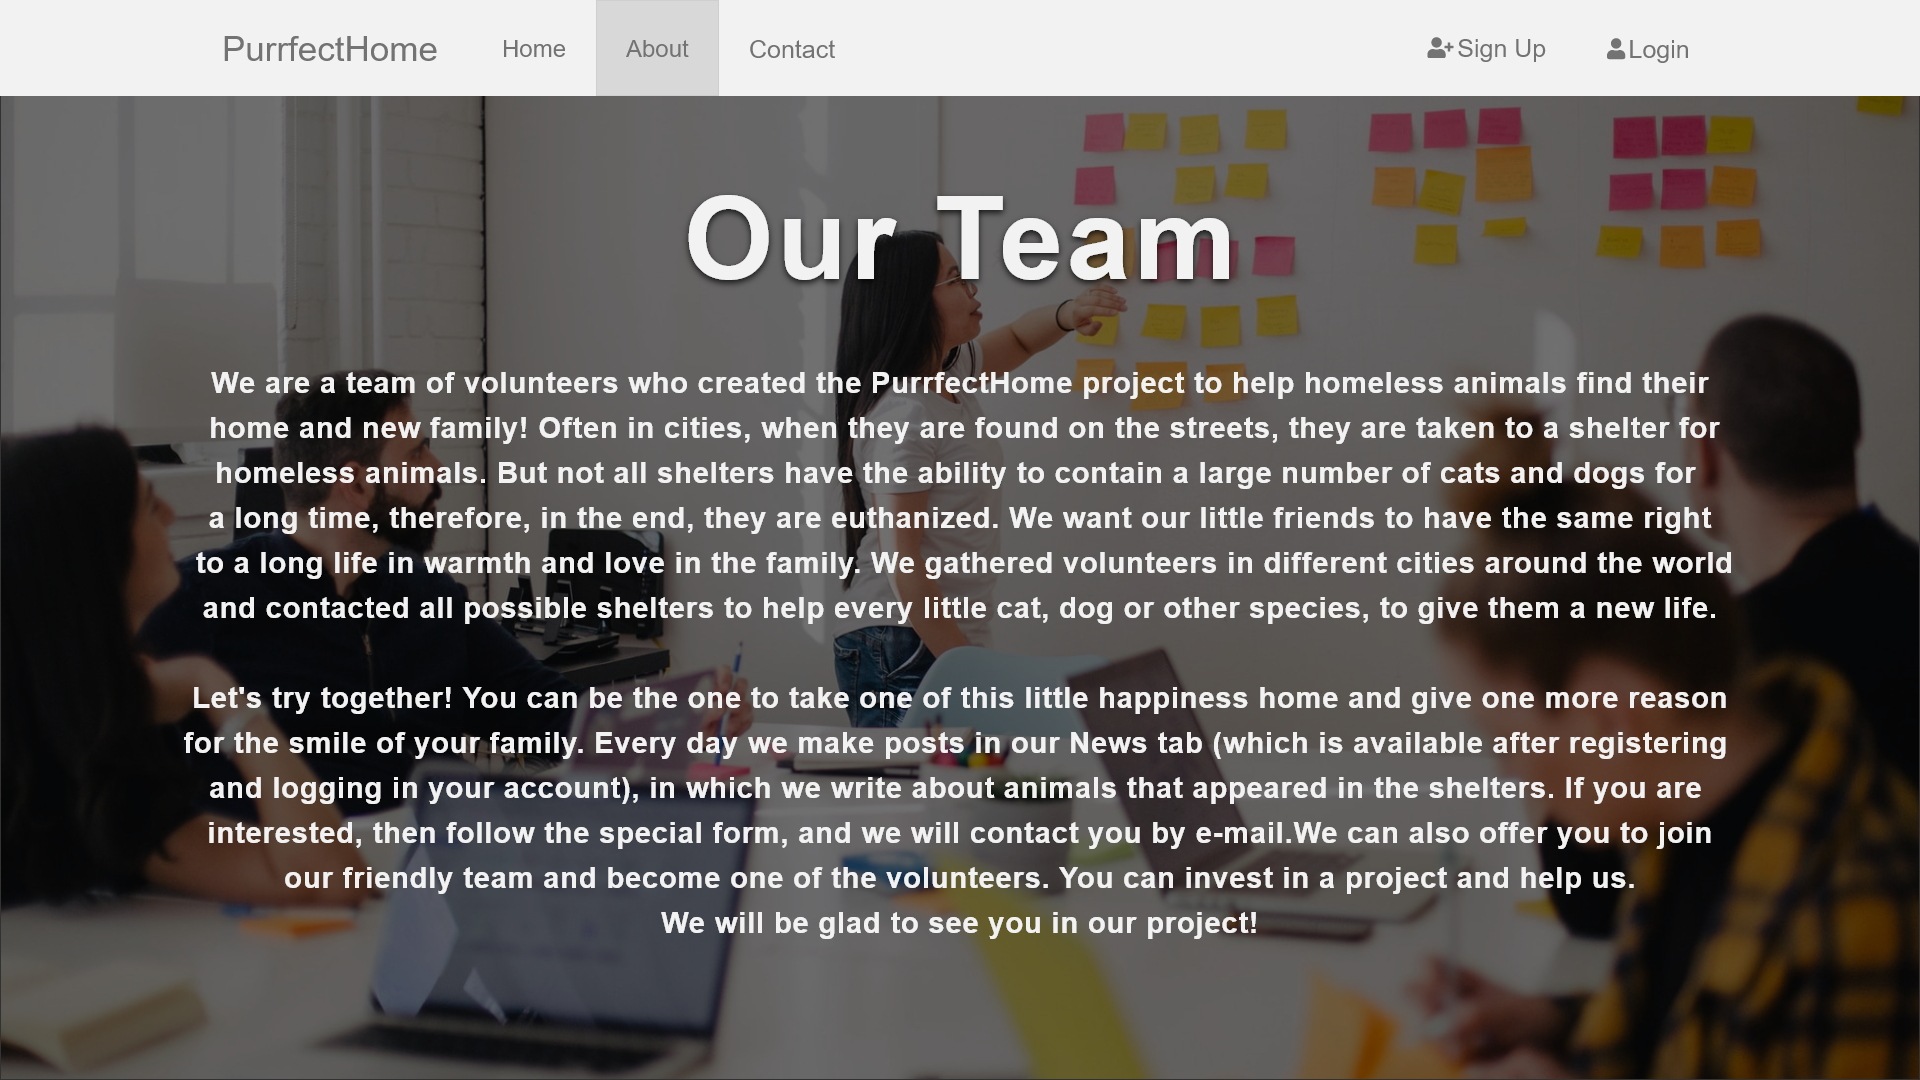 PurrfectHome Home About Contact Sign Up Login
Our Team
We are a team of volunteers who created the PurrfectHome project to help homeless animals find their
home and new family! Often in cities, when they are found on the streets, they are taken to a shelter for
homeless animals. But not all shelters have the ability to contain a large number of cats and dogs for
a long time, therefore, in the end, they are euthanized. We want our little friends to have the same right
to a long life in warmth and love in the family. We gathered volunteers in different cities around the world
and contacted all possible shelters to help every little cat, dog or other species, to give them a new life.
Let's try together! You can be the one to take one of this little happiness home and give one more reason
for the smile of your family. Every day we make posts in our News tab (which is available after registering
and logging in your account), in which we write about animals that appeared in the shelters. If you are
interested, then follow the special form, and we will contact you by e-mail.We can also offer you to join
our friendly team and become one of the volunteers. You can invest in a project and help us.
We will be glad to see you in our project!